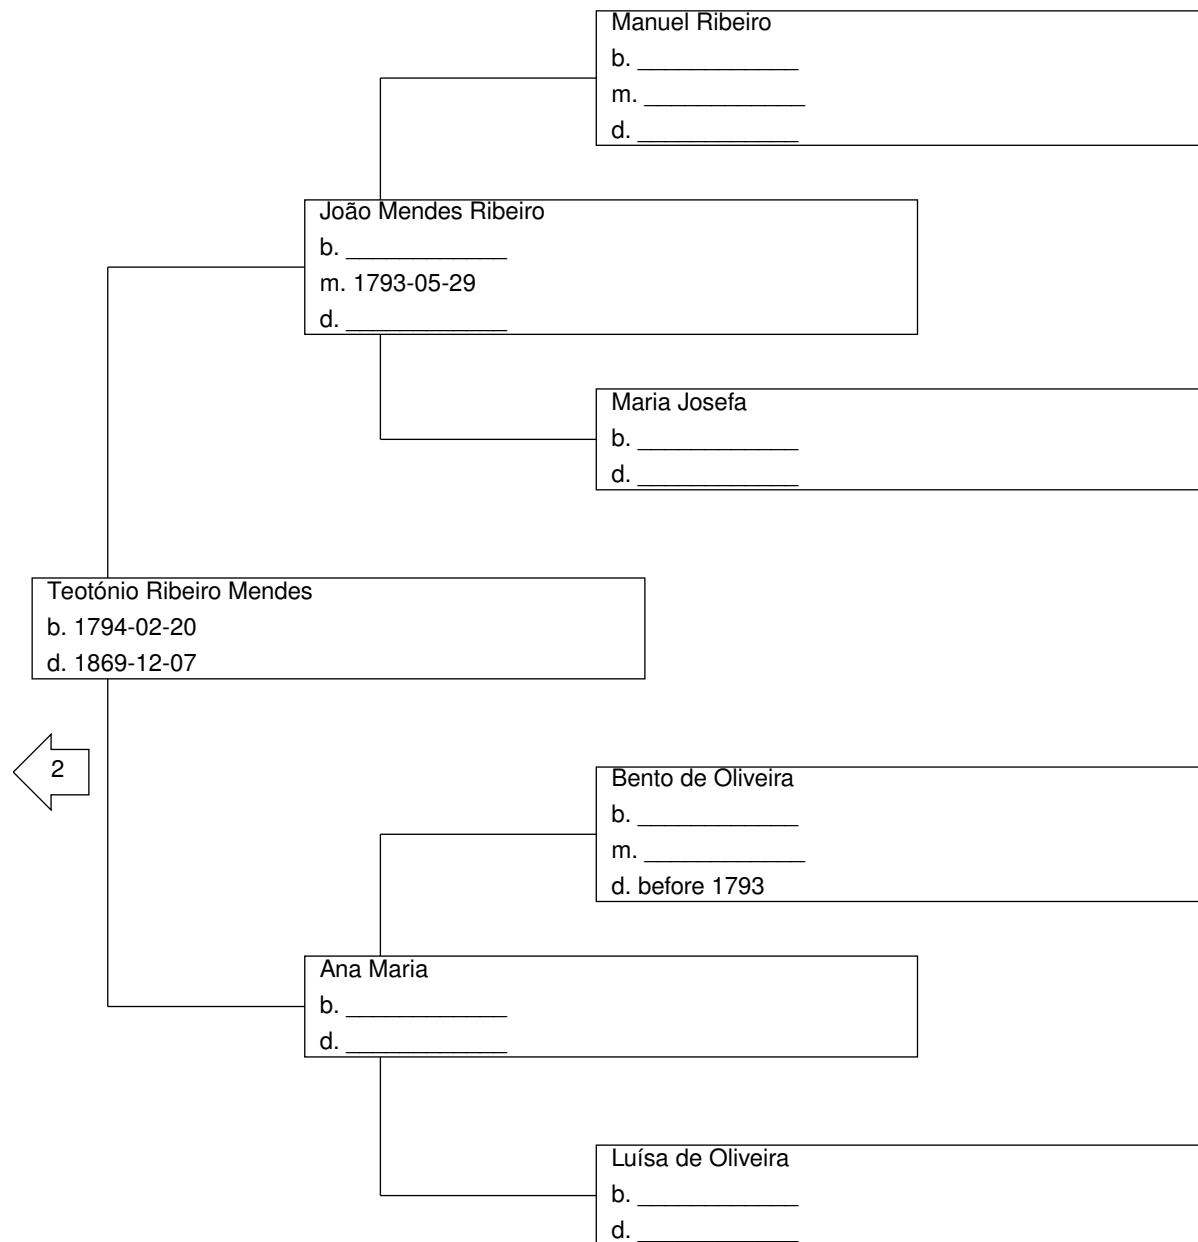 Manuel Ribeiro
b. ____________
m. ____________
d. ____________
João Mendes Ribeiro
b. ____________
m. 1793-05-29
d. ____________
Maria Josefa
b. ____________
d. ____________
Teotónio Ribeiro Mendes
b. 1794-02-20
d. 1869-12-07
2
Bento de Oliveira
b. ____________
m. ____________
d. before 1793
Ana Maria
b. ____________
d. ____________
Luísa de Oliveira
b. ____________
d. ____________